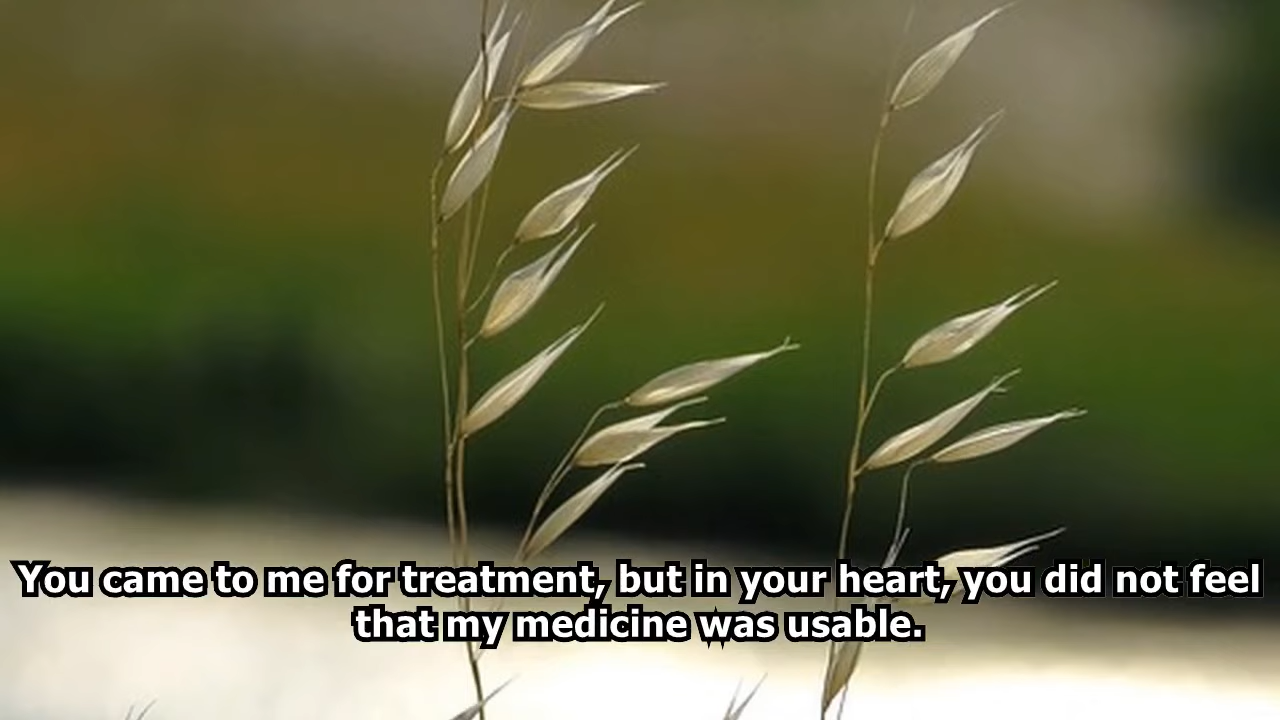 You came to me for treatment, but in your heart, you did not feel
that my medicine was usable.